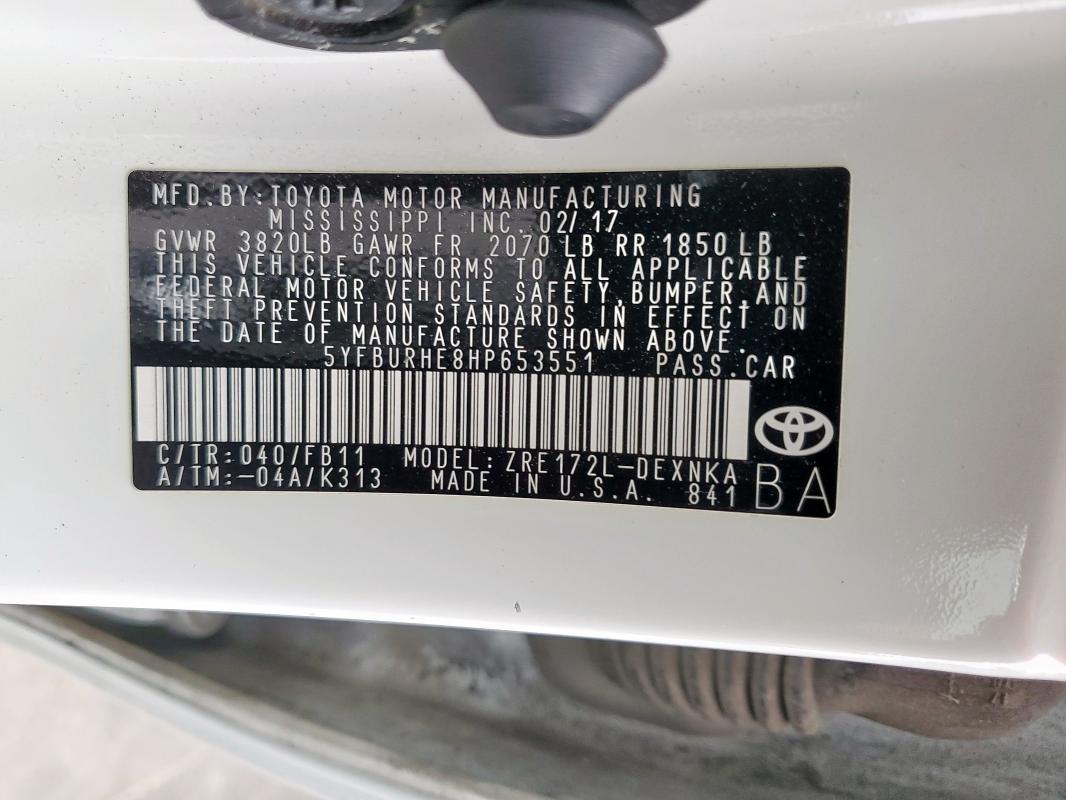 MFD.BY:TOYOTA MOTOR MANUFACTURING
MISSISSIPPI INC. 02/17
GVWR 3820LB GAWR FR 2070 LB RR 1850 LB
THIS VEHICLE CONFORMS TO ALL APPLICABLE
FEDERAL MOTOR VEHICLE SAFETY,BUMPER,AND
THEFT PREVENTION STANDARDS IN EFFECT ON
THE DATE OF MANUFACTURE SHOWN ABOVE.
5YFBURHE8HP653551 PASS.CAR
C/TR:040/FB11 MODEL:ZRE172L-DEXNKA
A/TM:-04A/K313 MADE IN U.S.A. 841 BA